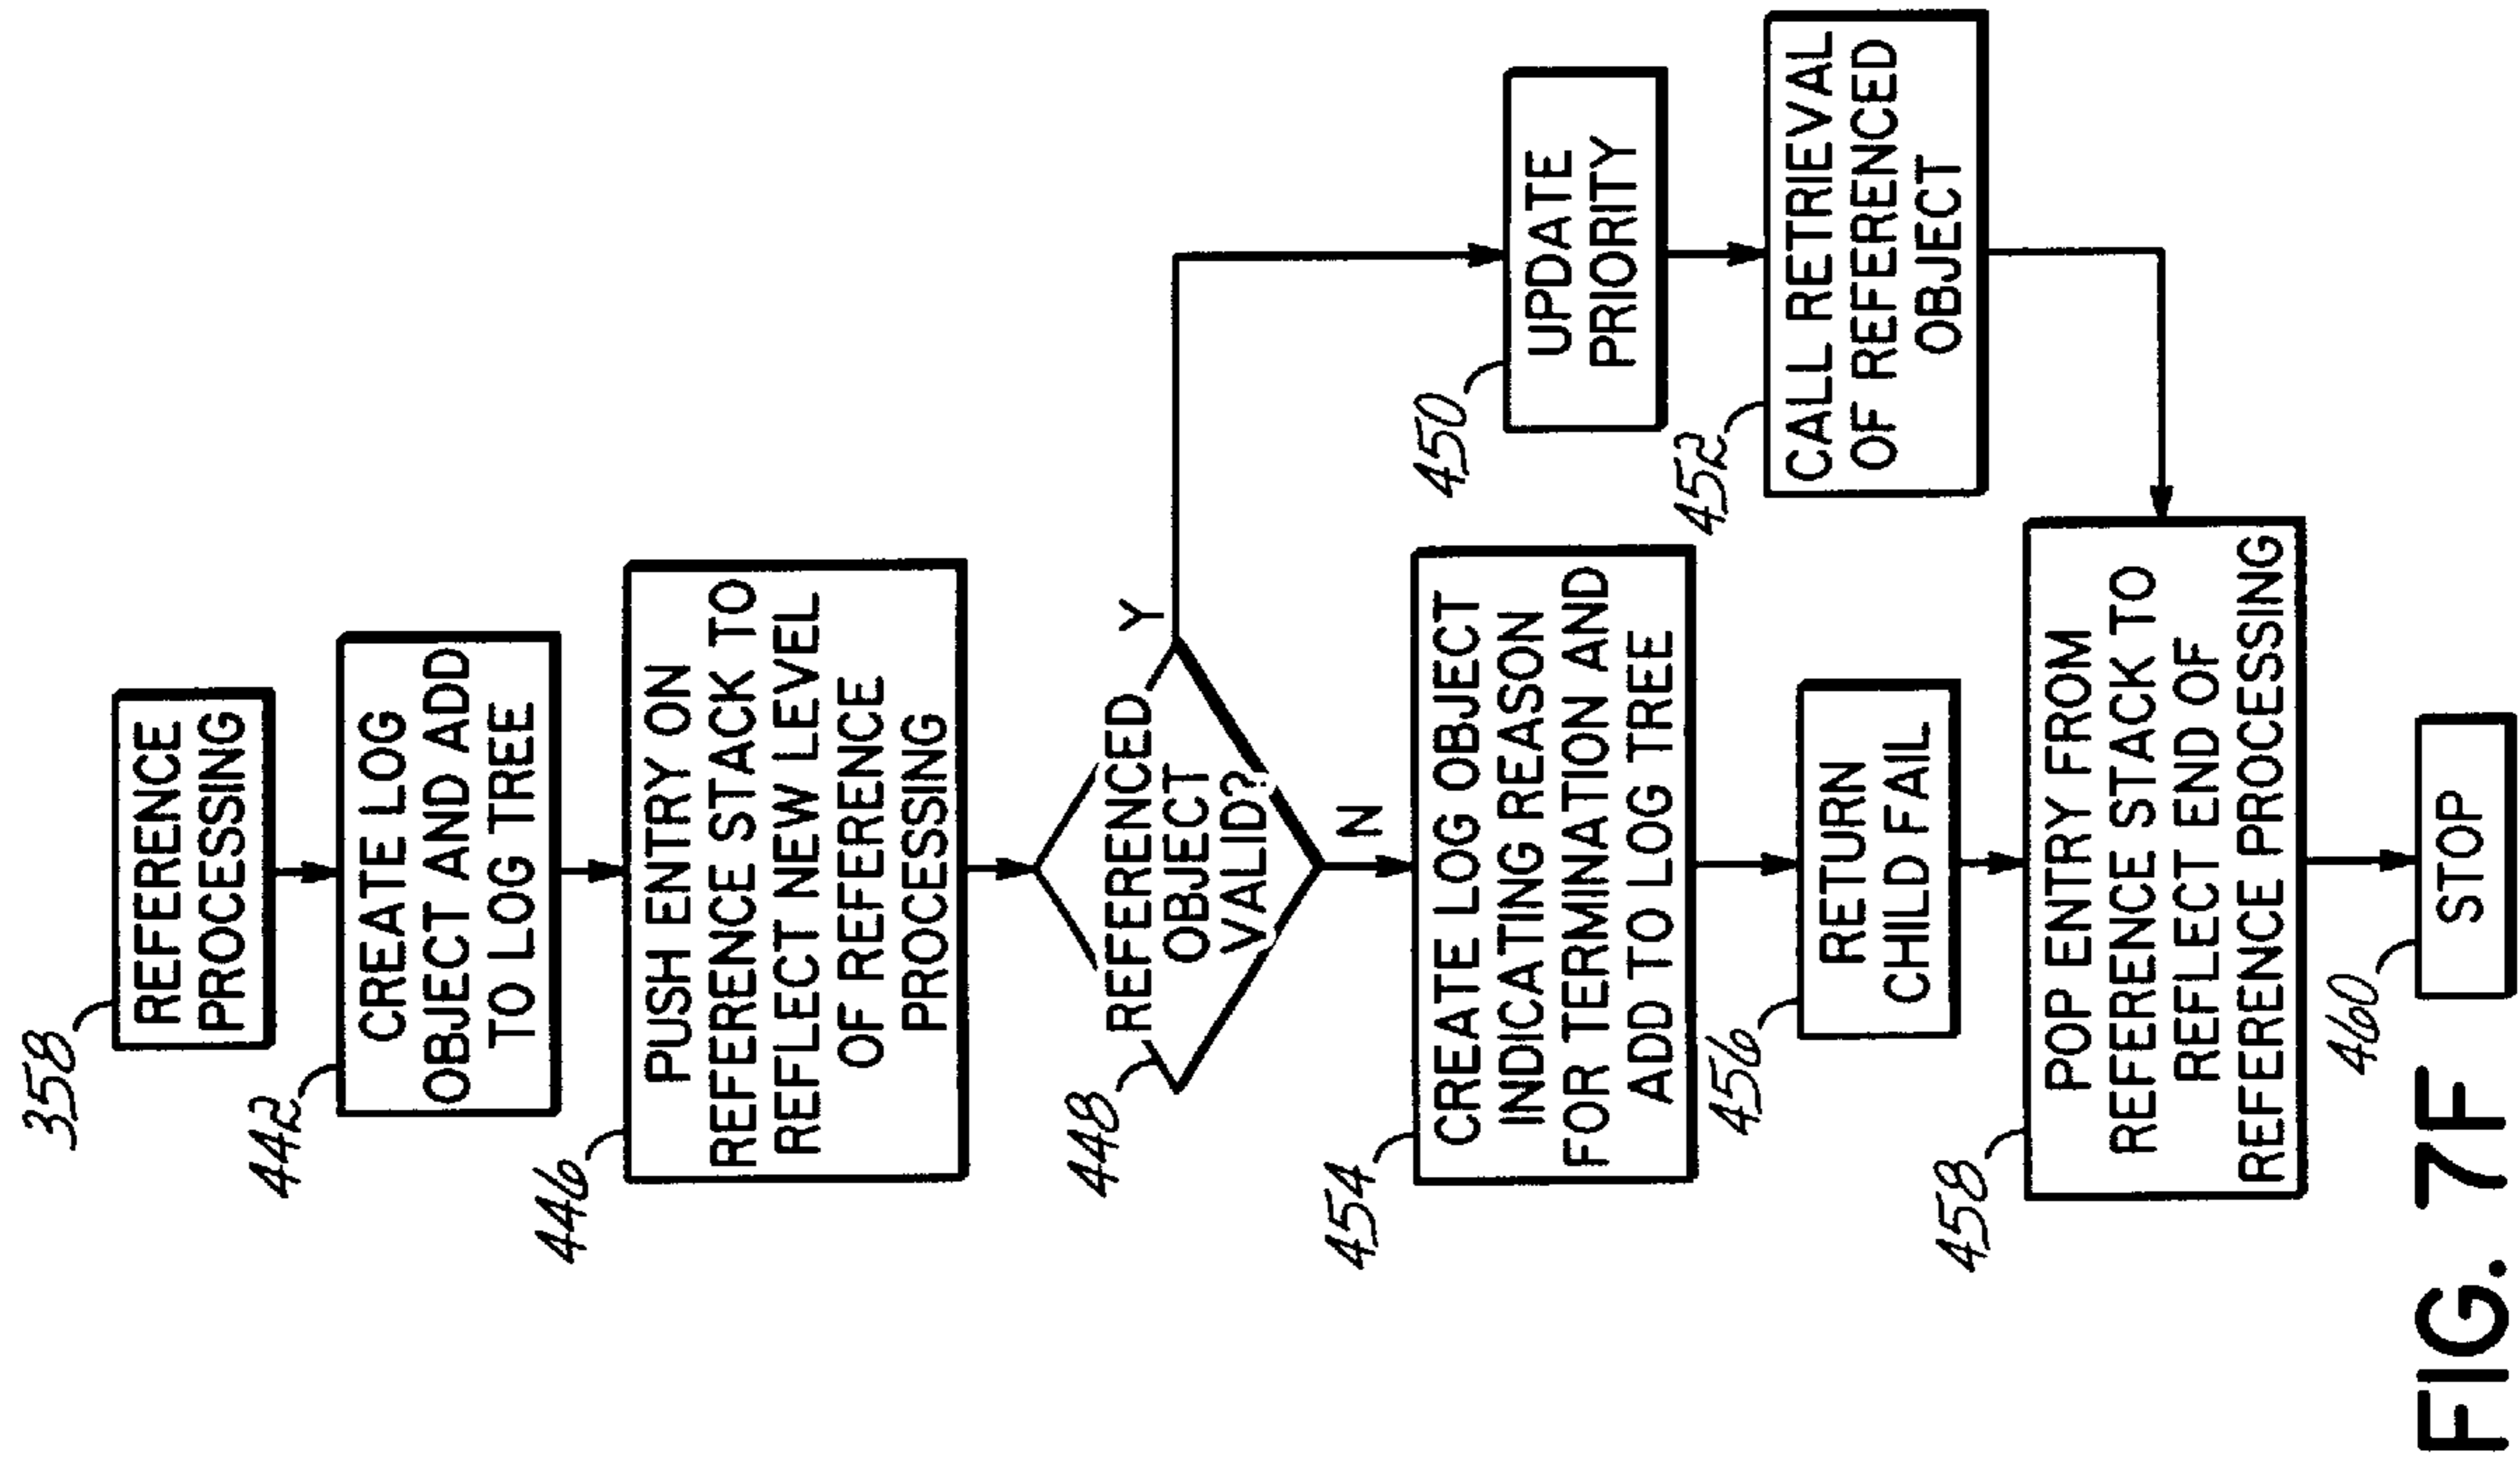 358
REFERENCE
PROCESSING
442
CREATE LOG
OBJECT AND ADD
TO LOG TREE
446
PUSH ENTRY ON
REFERENCE STACK TO
REFLECT NEW LEVEL
OF REFERENCE
PROCESSING
448
REFERENCED
OBJECT
VALID?
Y
N
450
UPDATE
PRIORITY
452
CALL RETRIEVAL
OF REFERENCED
OBJECT
454
CREATE LOG OBJECT
INDICATING REASON
FOR TERMINATION AND
ADD TO LOG TREE
456
RETURN
CHILD FAIL
458
POP ENTRY FROM
REFERENCE STACK TO
REFLECT END OF
REFERENCE PROCESSING
460
STOP
FIG. 7F